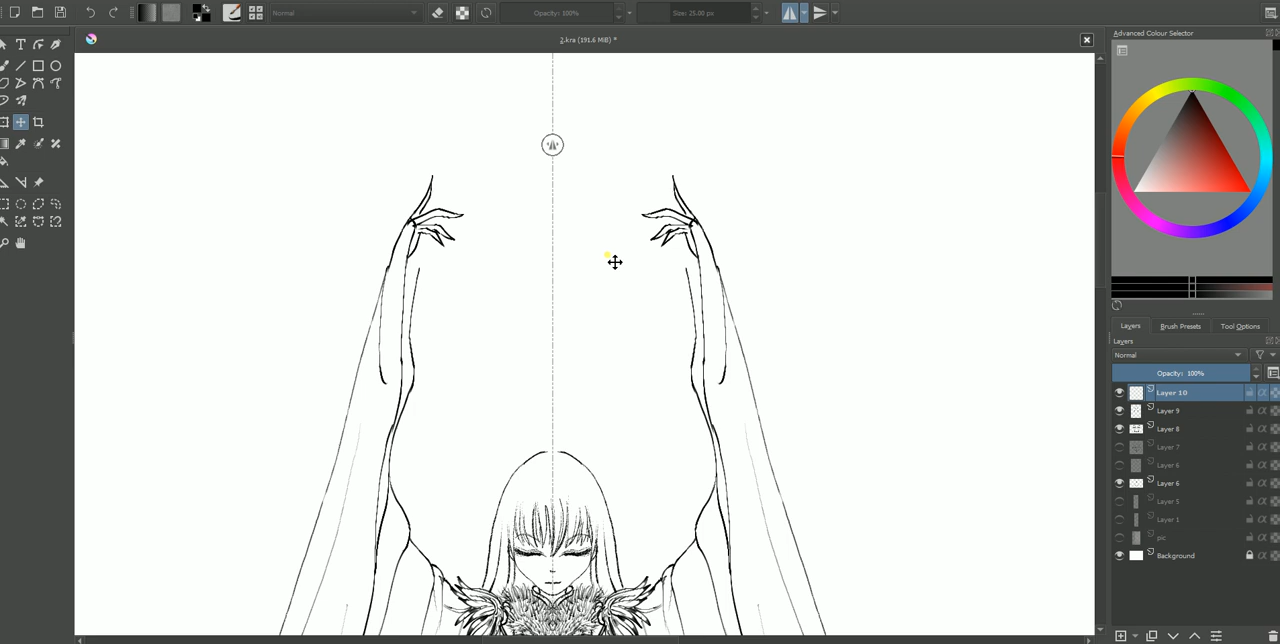 Normal
Opacity: 100%
Size: 25.00 px
2.kra (191.6 MiB) *
Advanced Colour Selector
Layers
Brush Presets
Tool Options
Layers
Normal
Opacity: 100%
Layer 10
Layer 9
Layer 8
Layer 7
Layer 6
Layer 6
Layer 5
Layer 1
pic
Background